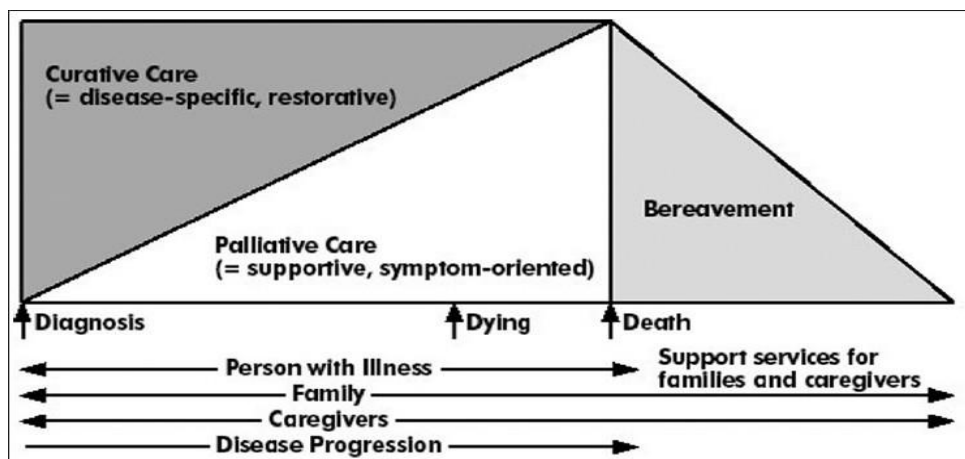 Curative Care
(= disease-specific, restorative)
Bereavement
Palliative Care
(= supportive, symptom-oriented)
Diagnosis
Dying
Death
Person with Illness
Support services for
families and caregivers
Family
Caregivers
Disease Progression